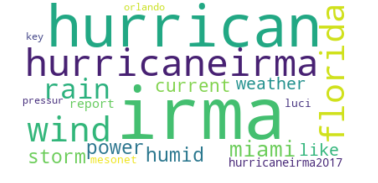 orlando
key
hurrican
florida
hurricaneirma
rain
current
weather
irma
pressur
report
luci
wind
power
miami
like
storm
mesonet
humid
hurricaneirma2017